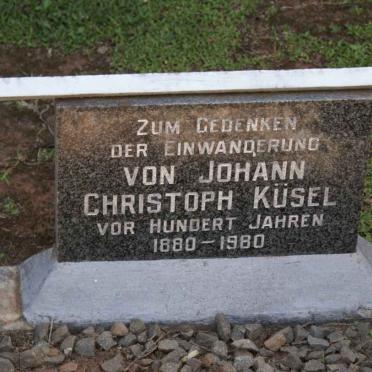 ZUM GEDENKEN
DER EINWANDERUNG
VON JOHANN
CHRISTOPH KÜSEL
VOR HUNDERT JAHREN
1880–1980